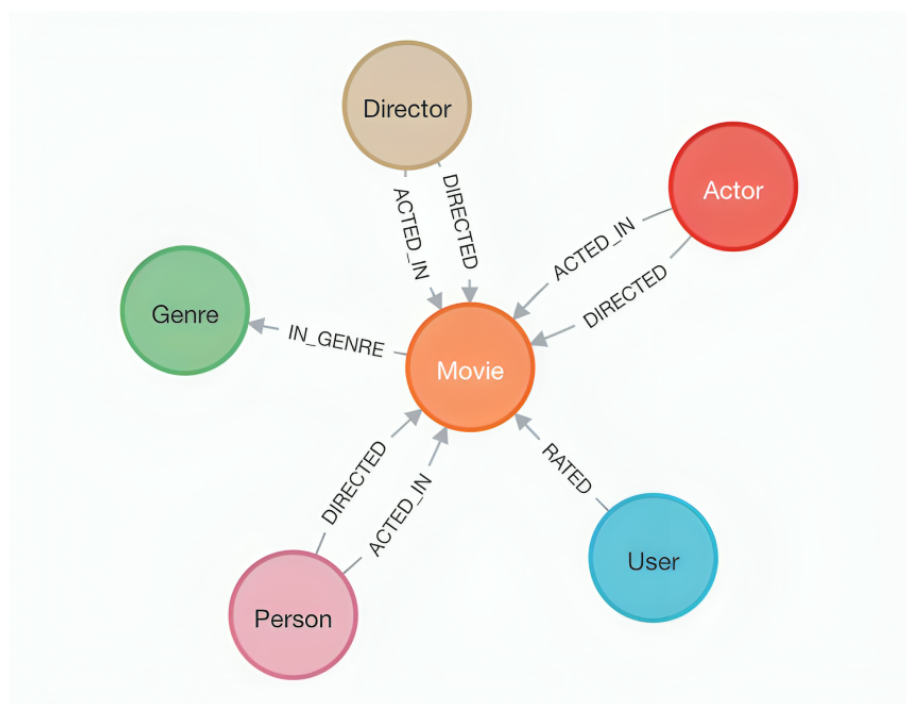 Director
Actor
ACTED_IN
DIRECTED
ACTED_IN
DIRECTED
Genre
IN_GENRE
Movie
DIRECTED
ACTED_IN
RATED
User
Person